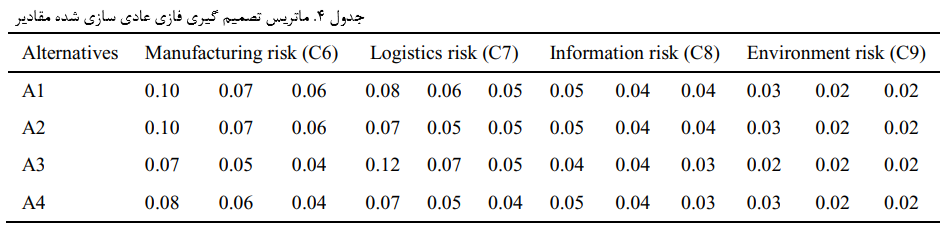 جدول ۴. ماتریس تصمیم گیری فازی عادی سازی شده مقادیر
Alternatives Manufacturing risk (C6) Logistics risk (C7) Information risk (C8) Environment risk (C9)
A1 0.10 0.07 0.06 0.08 0.06 0.05 0.05 0.04 0.04 0.03 0.02 0.02
A2 0.10 0.07 0.06 0.07 0.05 0.05 0.05 0.04 0.04 0.03 0.02 0.02
A3 0.07 0.05 0.04 0.12 0.07 0.05 0.04 0.04 0.03 0.02 0.02 0.02
A4 0.08 0.06 0.04 0.07 0.05 0.04 0.05 0.04 0.03 0.03 0.02 0.02